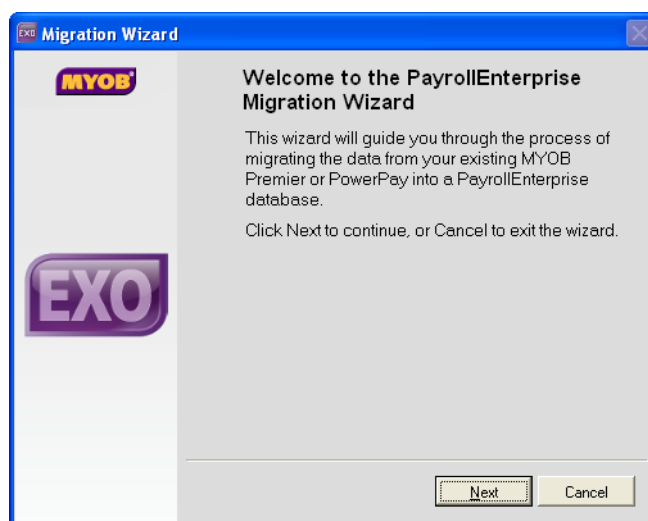 EXO Migration Wizard
MYOB
Welcome to the PayrollEnterprise
Migration Wizard
This wizard will guide you through the process of
migrating the data from your existing MYOB
Premier or PowerPay into a PayrollEnterprise
database.
Click Next to continue, or Cancel to exit the wizard.
EXO
Next Cancel